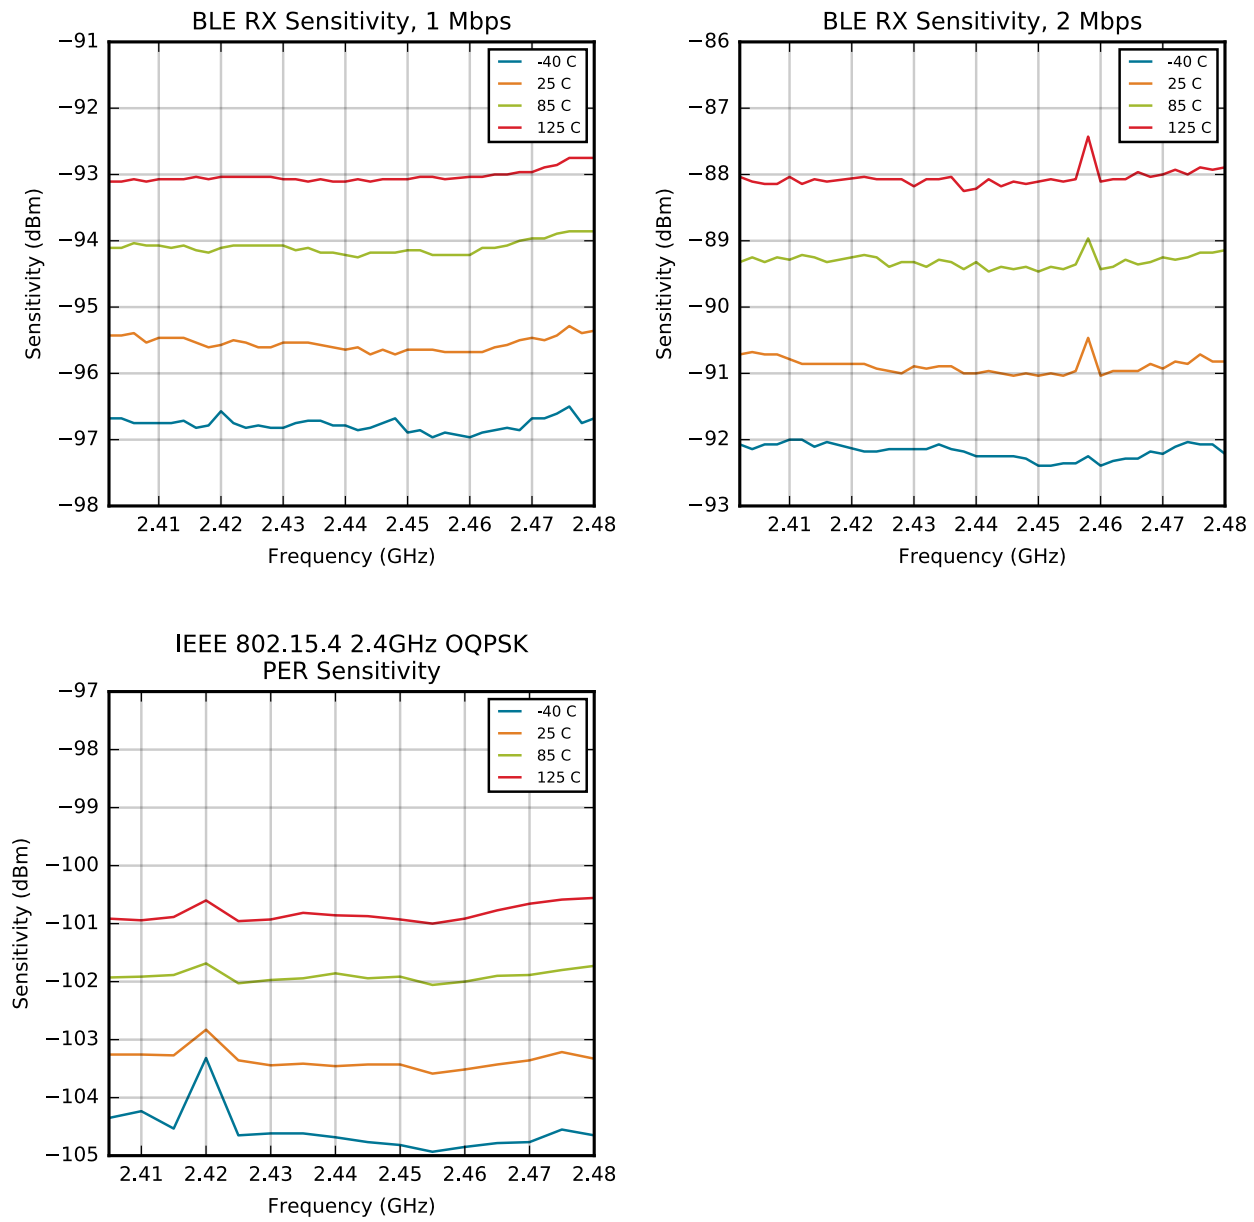 BLE RX Sensitivity, 1 Mbps
−91
−92
−93
−94
−95
−96
−97
−98
Sensitivity (dBm)
-40 C
25 C
85 C
125 C
2.41 2.42 2.43 2.44 2.45 2.46 2.47 2.48
Frequency (GHz)
BLE RX Sensitivity, 2 Mbps
−86
−87
−88
−89
−90
−91
−92
−93
Sensitivity (dBm)
-40 C
25 C
85 C
125 C
2.41 2.42 2.43 2.44 2.45 2.46 2.47 2.48
Frequency (GHz)
IEEE 802.15.4 2.4GHz OQPSK
PER Sensitivity
−97
−98
−99
−100
−101
−102
−103
−104
−105
Sensitivity (dBm)
-40 C
25 C
85 C
125 C
2.41 2.42 2.43 2.44 2.45 2.46 2.47 2.48
Frequency (GHz)